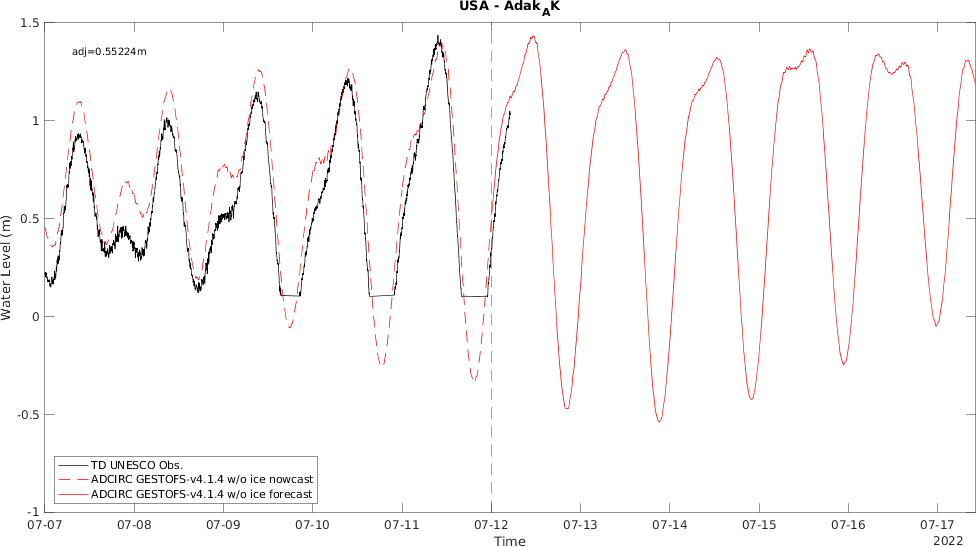 USA - Adak_AK
adj=0.55224m
1.5
1
0.5
0
-0.5
-1
Water Level (m)
TD UNESCO Obs.
ADCIRC GESTOFS-v4.1.4 w/o ice nowcast
ADCIRC GESTOFS-v4.1.4 w/o ice forecast
07-07 07-08 07-09 07-10 07-11 07-12 07-13 07-14 07-15 07-16 07-17
Time
2022